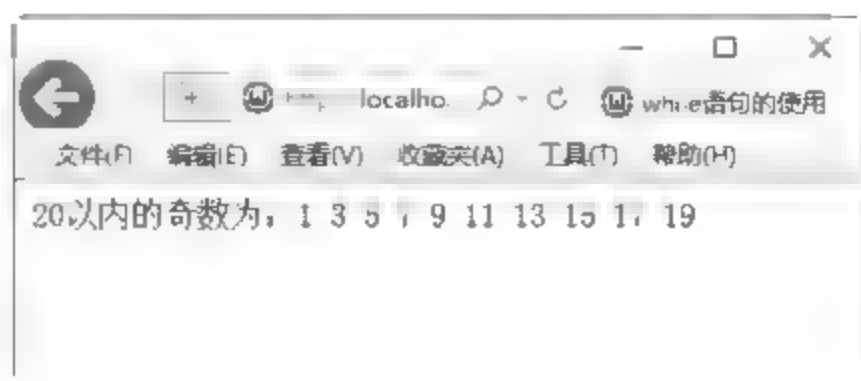 localho. while语句的使用
文件(F) 编辑(E) 查看(V) 收藏夹(A) 工具(T) 帮助(H)
20以内的奇数为：1 3 5 7 9 11 13 15 17 19